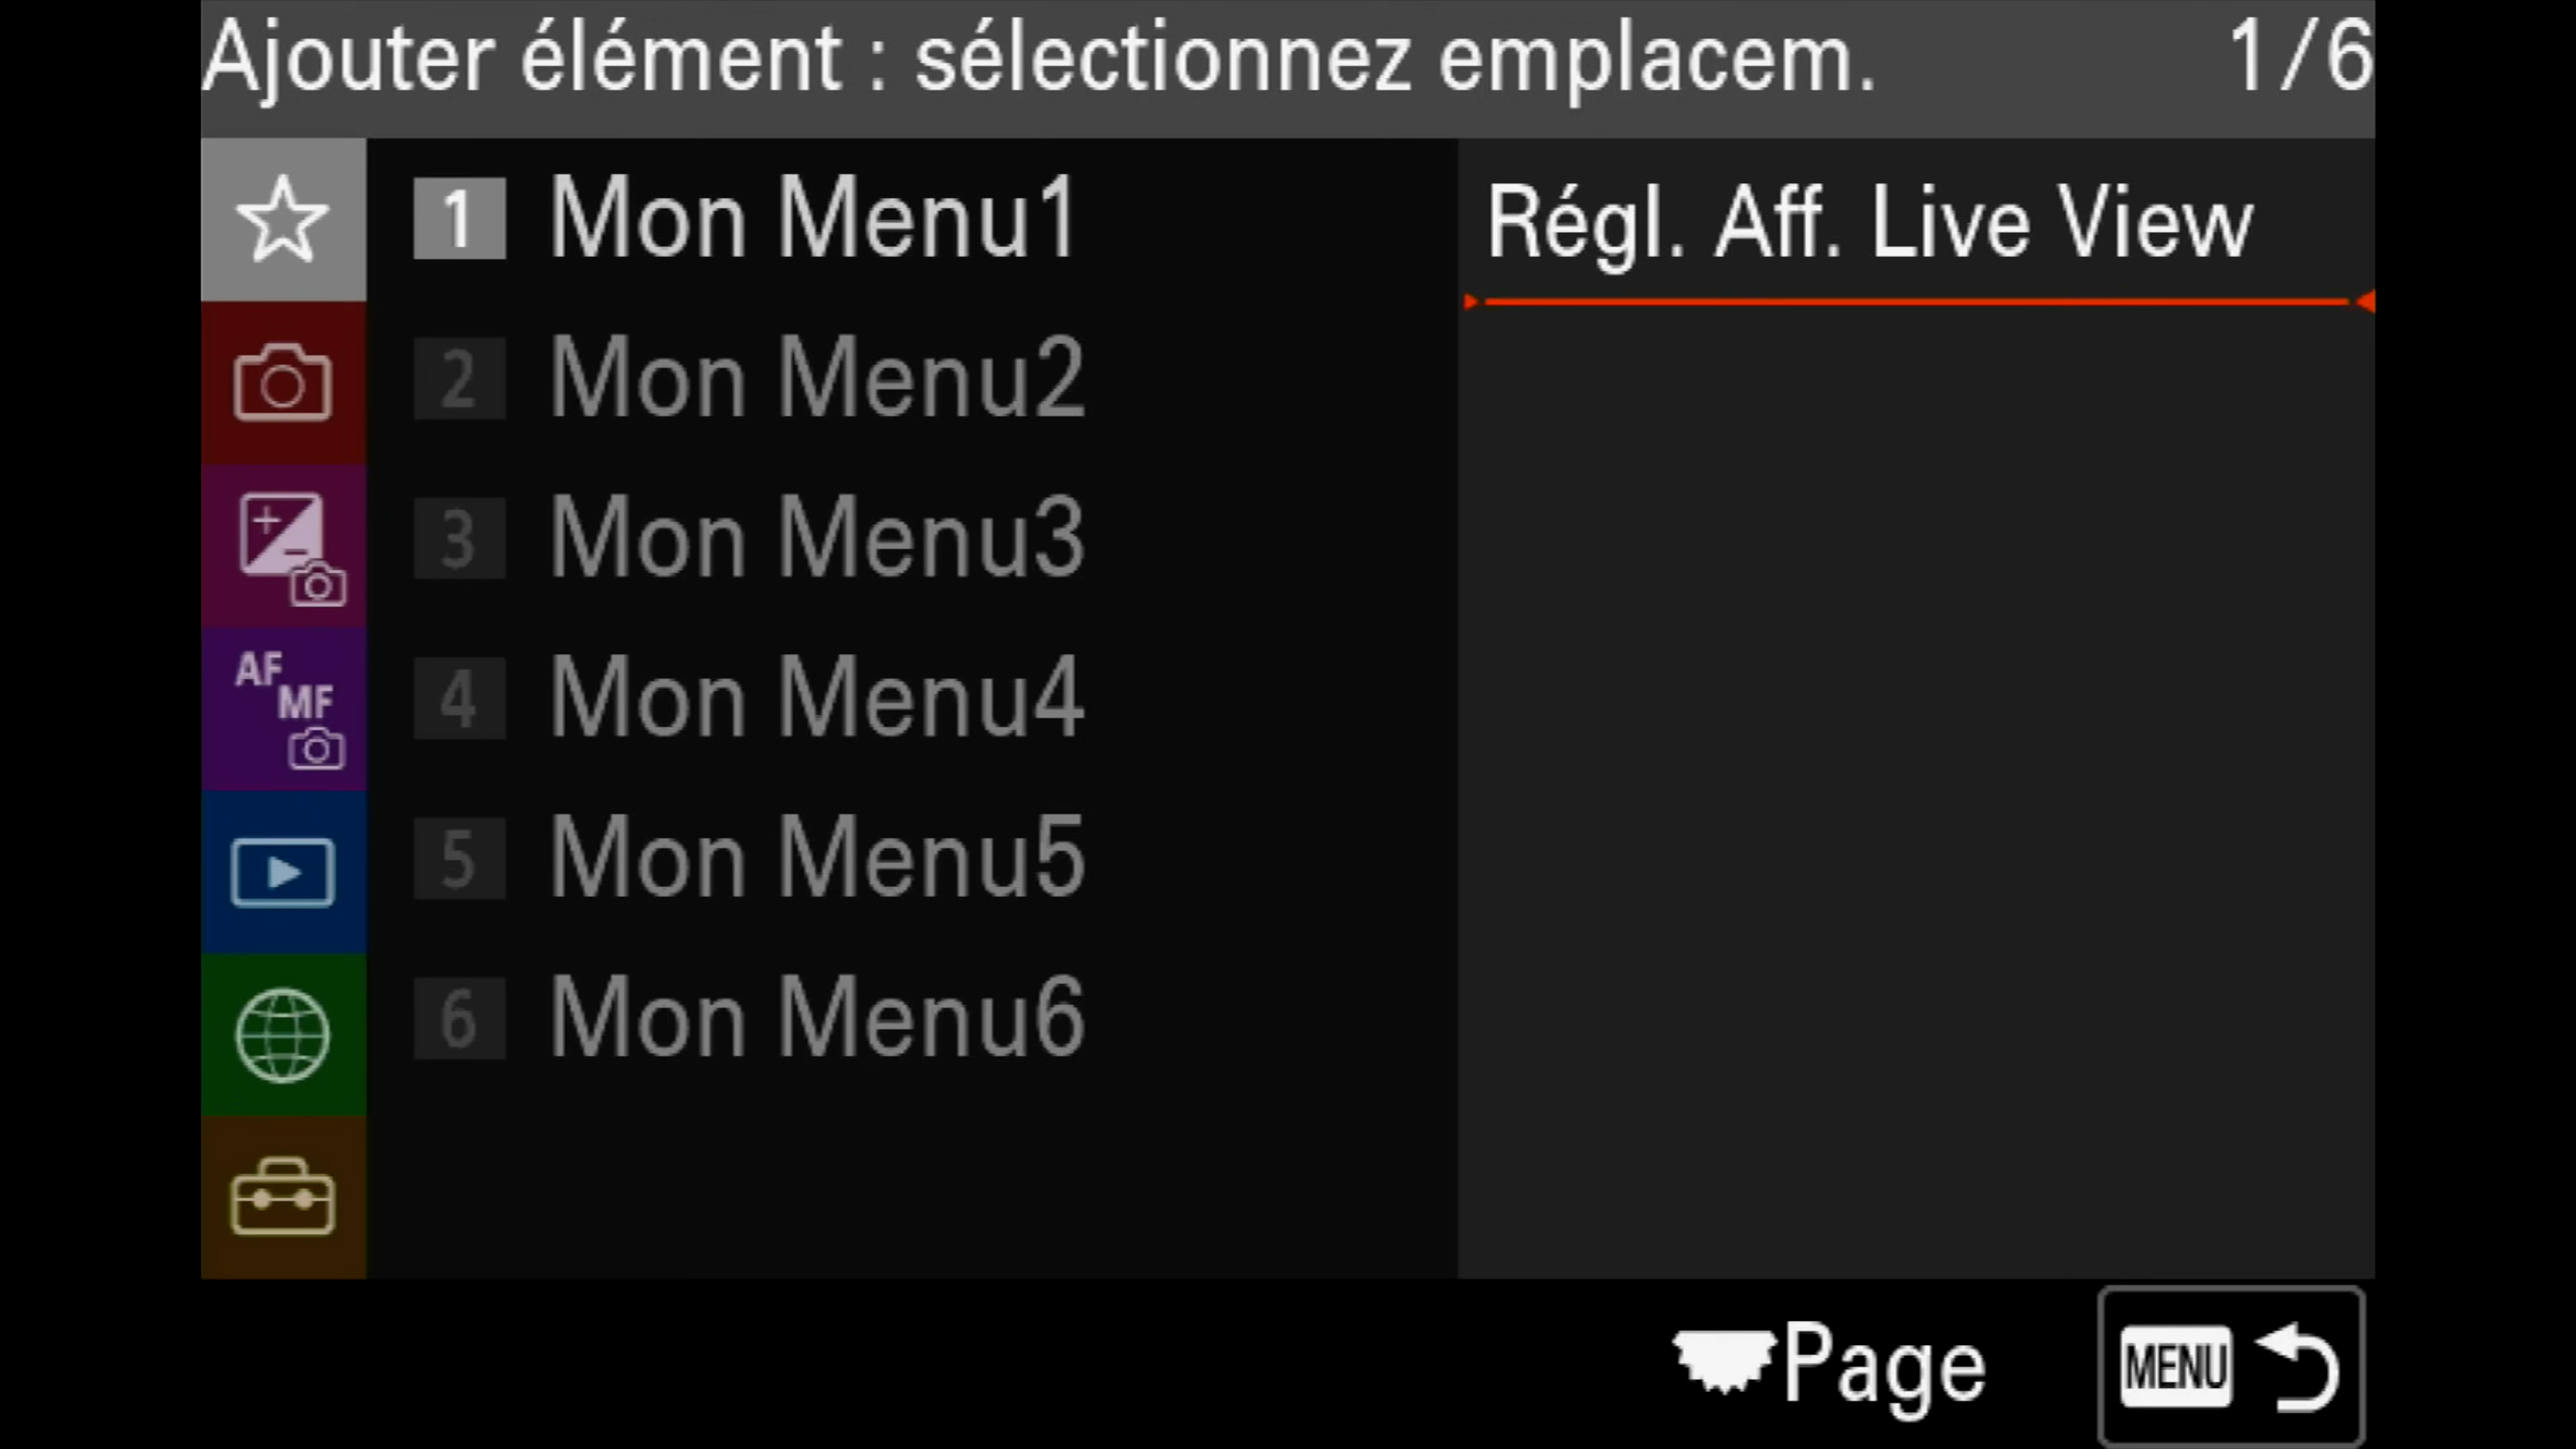 Ajouter élément : sélectionnez emplacem. 1/6
1 Mon Menu1
Régl. Aff. Live View
2 Mon Menu2
3 Mon Menu3
AF
MF
4 Mon Menu4
5 Mon Menu5
6 Mon Menu6
Page
MENU